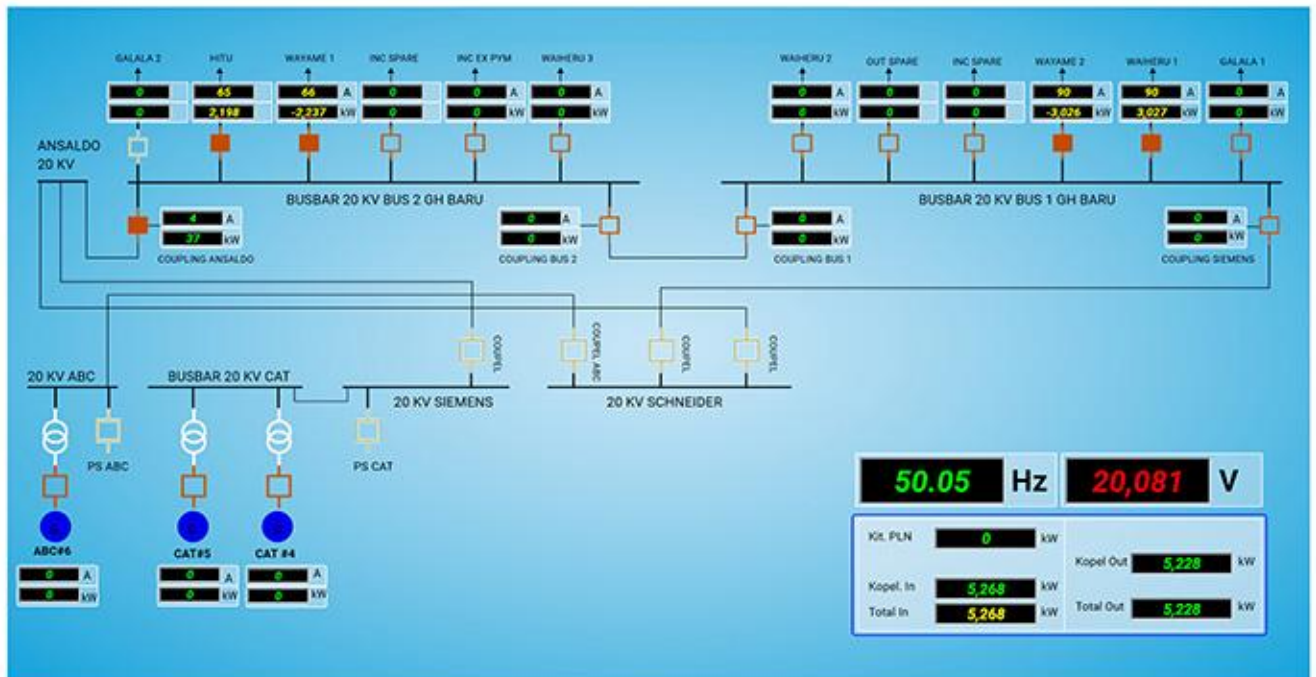 GALALA 2 HITU WAYAME 1 INC SPARE INC EX PYM WAIHERU 3 WAIHERU 2 OUT SPARE INC SPARE WAYAME 2 WAIHERU 1 GALALA 1
0 65 66 A 0 0 0 A 0 A 0 0 90 A 90 A 0 A
0 2,198 -2,237 kW 0 0 0 kW 0 kW 0 0 -3,026 kW 3,027 kW 0 kW
ANSALDO
20 KV
BUSBAR 20 KV BUS 2 GH BARU BUSBAR 20 KV BUS 1 GH BARU
4 A 0 A 0 A 0 A
37 kW 0 kW 0 kW 0 kW
COUPLING ANSALDO COUPLING BUS 2 COUPLING BUS 1 COUPLING SIEMENS
COUPEL COUPEL ABC COUPEL COUPEL
20 KV ABC BUSBAR 20 KV CAT
20 KV SIEMENS 20 KV SCHNEIDER
PS ABC PS CAT
50.05 Hz 20,081 V
ABC#6 CAT#5 CAT #4
0 A 0 A 0 A
0 kW 0 kW 0 kW
Kit. PLN 0 kW
Kopel Out 5,228 kW
Kopel. In 5,268 kW
Total In 5,268 kW Total Out 5,228 kW